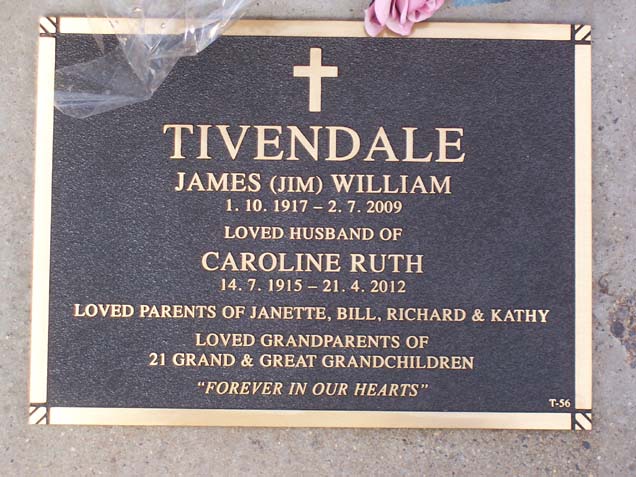 TIVENDALE
JAMES (JIM) WILLIAM
1. 10. 1917 – 2. 7. 2009
LOVED HUSBAND OF
CAROLINE RUTH
14. 7. 1915 – 21. 4. 2012
LOVED PARENTS OF JANETTE, BILL, RICHARD & KATHY
LOVED GRANDPARENTS OF
21 GRAND & GREAT GRANDCHILDREN
“FOREVER IN OUR HEARTS”
T-56